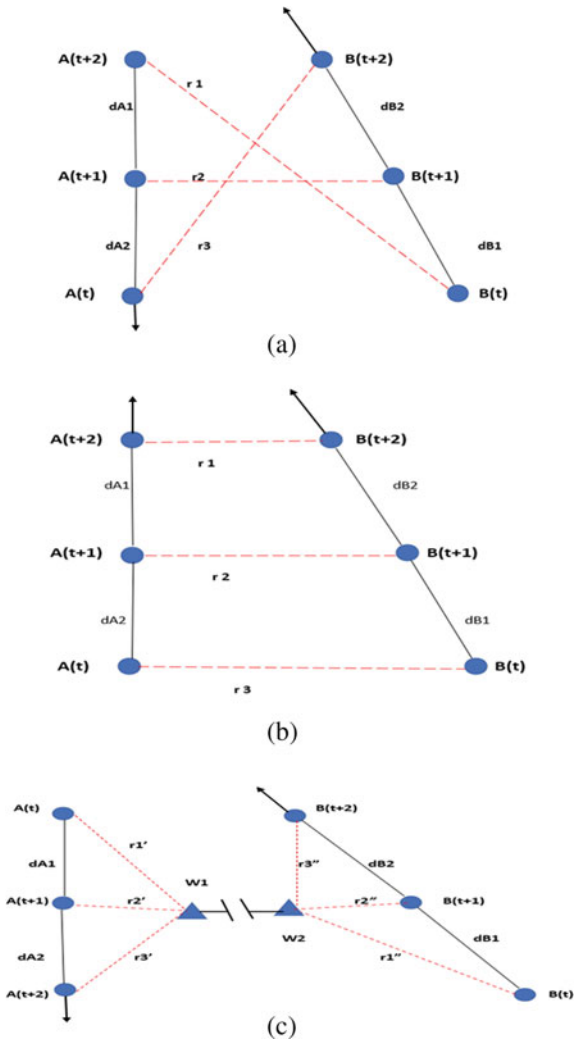 A(t+2)
B(t+2)
r 1
dA1
dB2
A(t+1)
r2
B(t+1)
dA2
r3
dB1
A(t)
B(t)
(a)
A(t+2)
B(t+2)
r 1
dA1
dB2
A(t+1)
B(t+1)
r 2
dA2
dB1
A(t)
B(t)
r 3
(b)
A(t)
B(t+2)
r1'
dA1
r3"
dB2
W1
A(t+1)
r2'
r2"
B(t+1)
W2
dA2
r3'
dB1
r1"
A(t+2)
B(t)
(c)